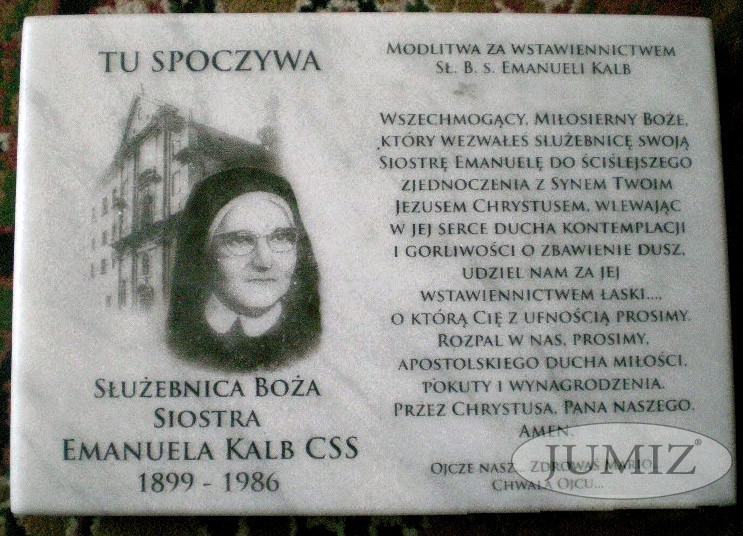 TU SPOCZYWA
SŁUŻEBNICA BOŻA
SIOSTRA
EMANUELA KALB CSS
1899 - 1986
MODLITWA ZA WSTAWIENNICTWEM
SŁ. B. S. EMANUELI KALB
WSZECHMOGĄCY, MIŁOSIERNY BOŻE,
KTÓRY WEZWAŁEŚ SŁUŻEBNICĘ SWOJĄ
SIOSTRĘ EMANUELĘ DO ŚCIŚLEJSZEGO
ZJEDNOCZENIA Z SYNEM TWOIM
JEZUSEM CHRYSTUSEM, WLEWAJĄC
W JEJ SERCE DUCHA KONTEMPLACJI
I GORLIWOŚCI O ZBAWIENIE DUSZ,
UDZIEL NAM ZA JEJ
WSTAWIENNICTWEM ŁASKI...,
O KTÓRĄ CIĘ Z UFNOŚCIĄ PROSIMY.
ROZPAL W NAS, PROSIMY,
APOSTOLSKIEGO DUCHA MIŁOŚCI,
POKUTY I WYNAGRODZENIA.
PRZEZ CHRYSTUSA, PANA NASZEGO.
AMEN.
OJCZE NASZ... ZDROWAŚ MARIO...
CHWAŁA OJCU...
JUMIZ®